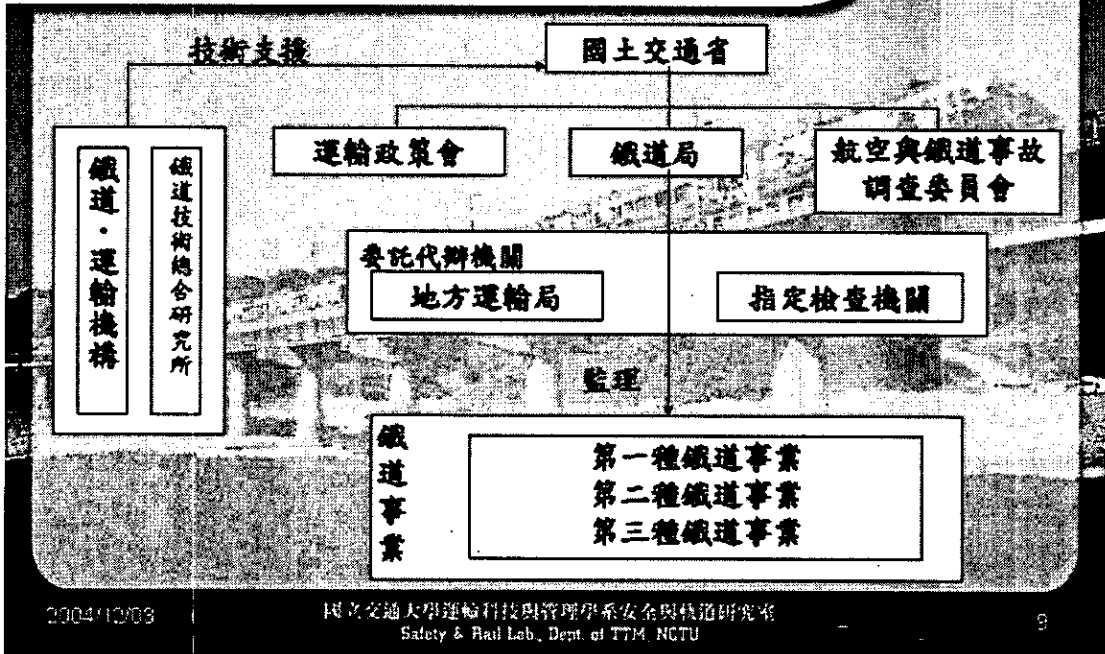 技術支援
國土交通省
運輸政策會
鐵道局
航空與鐵道事故
調查委員會
鐵道·運輸機構
鐵道技術總合研究所
委託代辦機關
地方運輸局
指定檢查機關
監理
鐵道事業
第一種鐵道事業
第二種鐵道事業
第三種鐵道事業
2004/12/03
國立交通大學運輸科技與管理學系安全與軌道研究室
Safety & Rail Lab., Dept. of TTM, NCTU
9